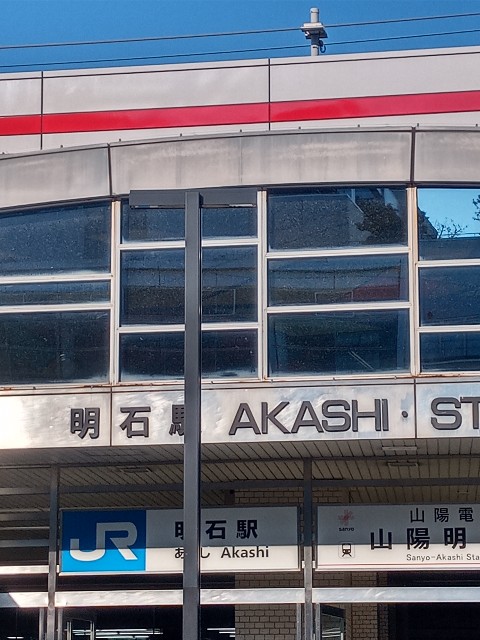 明石駅 AKASHI・ST
JR 明石駅
あ し Akashi
sanyo 山陽電
山陽明
Sanyo-Akashi Sta